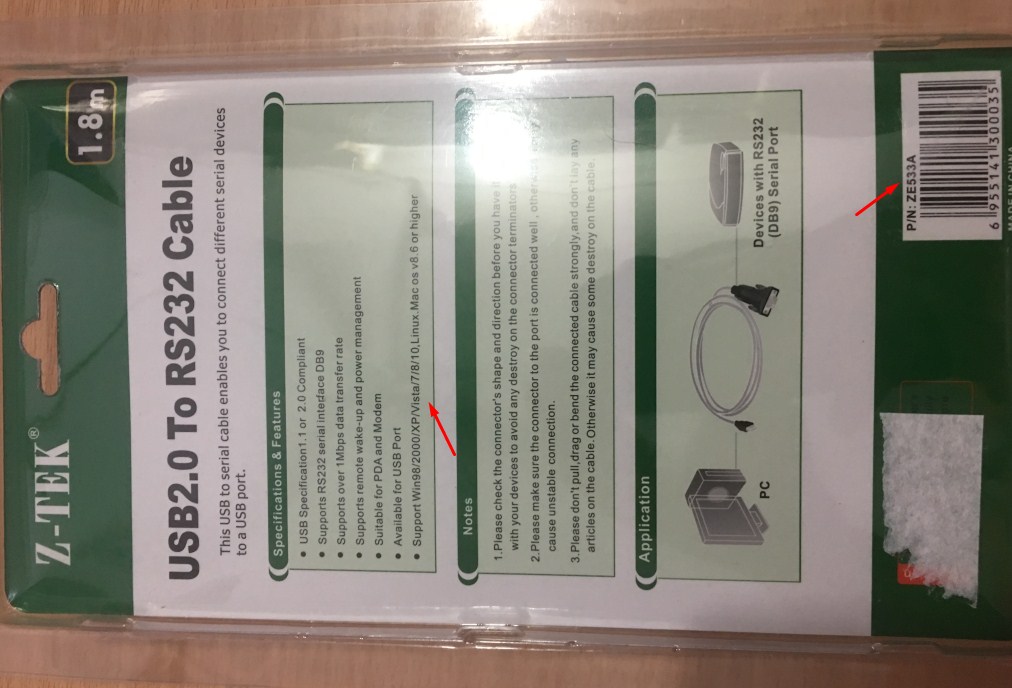 Z-TEK®
1.8m
USB2.0 To RS232 Cable
This USB to serial cable enables you to connect different serial devices
to a USB port.
Specifications & Features
● USB Specification1.1 or 2.0 Compliant
● Supports RS232 serial interface DB9
● Supports over 1Mbps data transfer rate
● Supports remote wake-up and power management
● Suitable for PDA and Modem
● Available for USB Port
● Support Win98/2000/XP/Vista/7/8/10,Linux,Mac os v8.6 or higher
Notes
1.Please check the connector's shape and direction before you have
with your devices to avoid any destroy on the connector terminators
2.Please make sure the connector to the port is connected well,
cause unstable connection.
3.Please don't pull,drag or bend the connected cable strongly,and don't lay any
articles on the cable.Otherwise it may cause some destroy on the cable.
Application
PC
Devices with RS232
(DB9) Serial Port
P/N: ZE533A
6 955141 300035
MADE IN CHINA